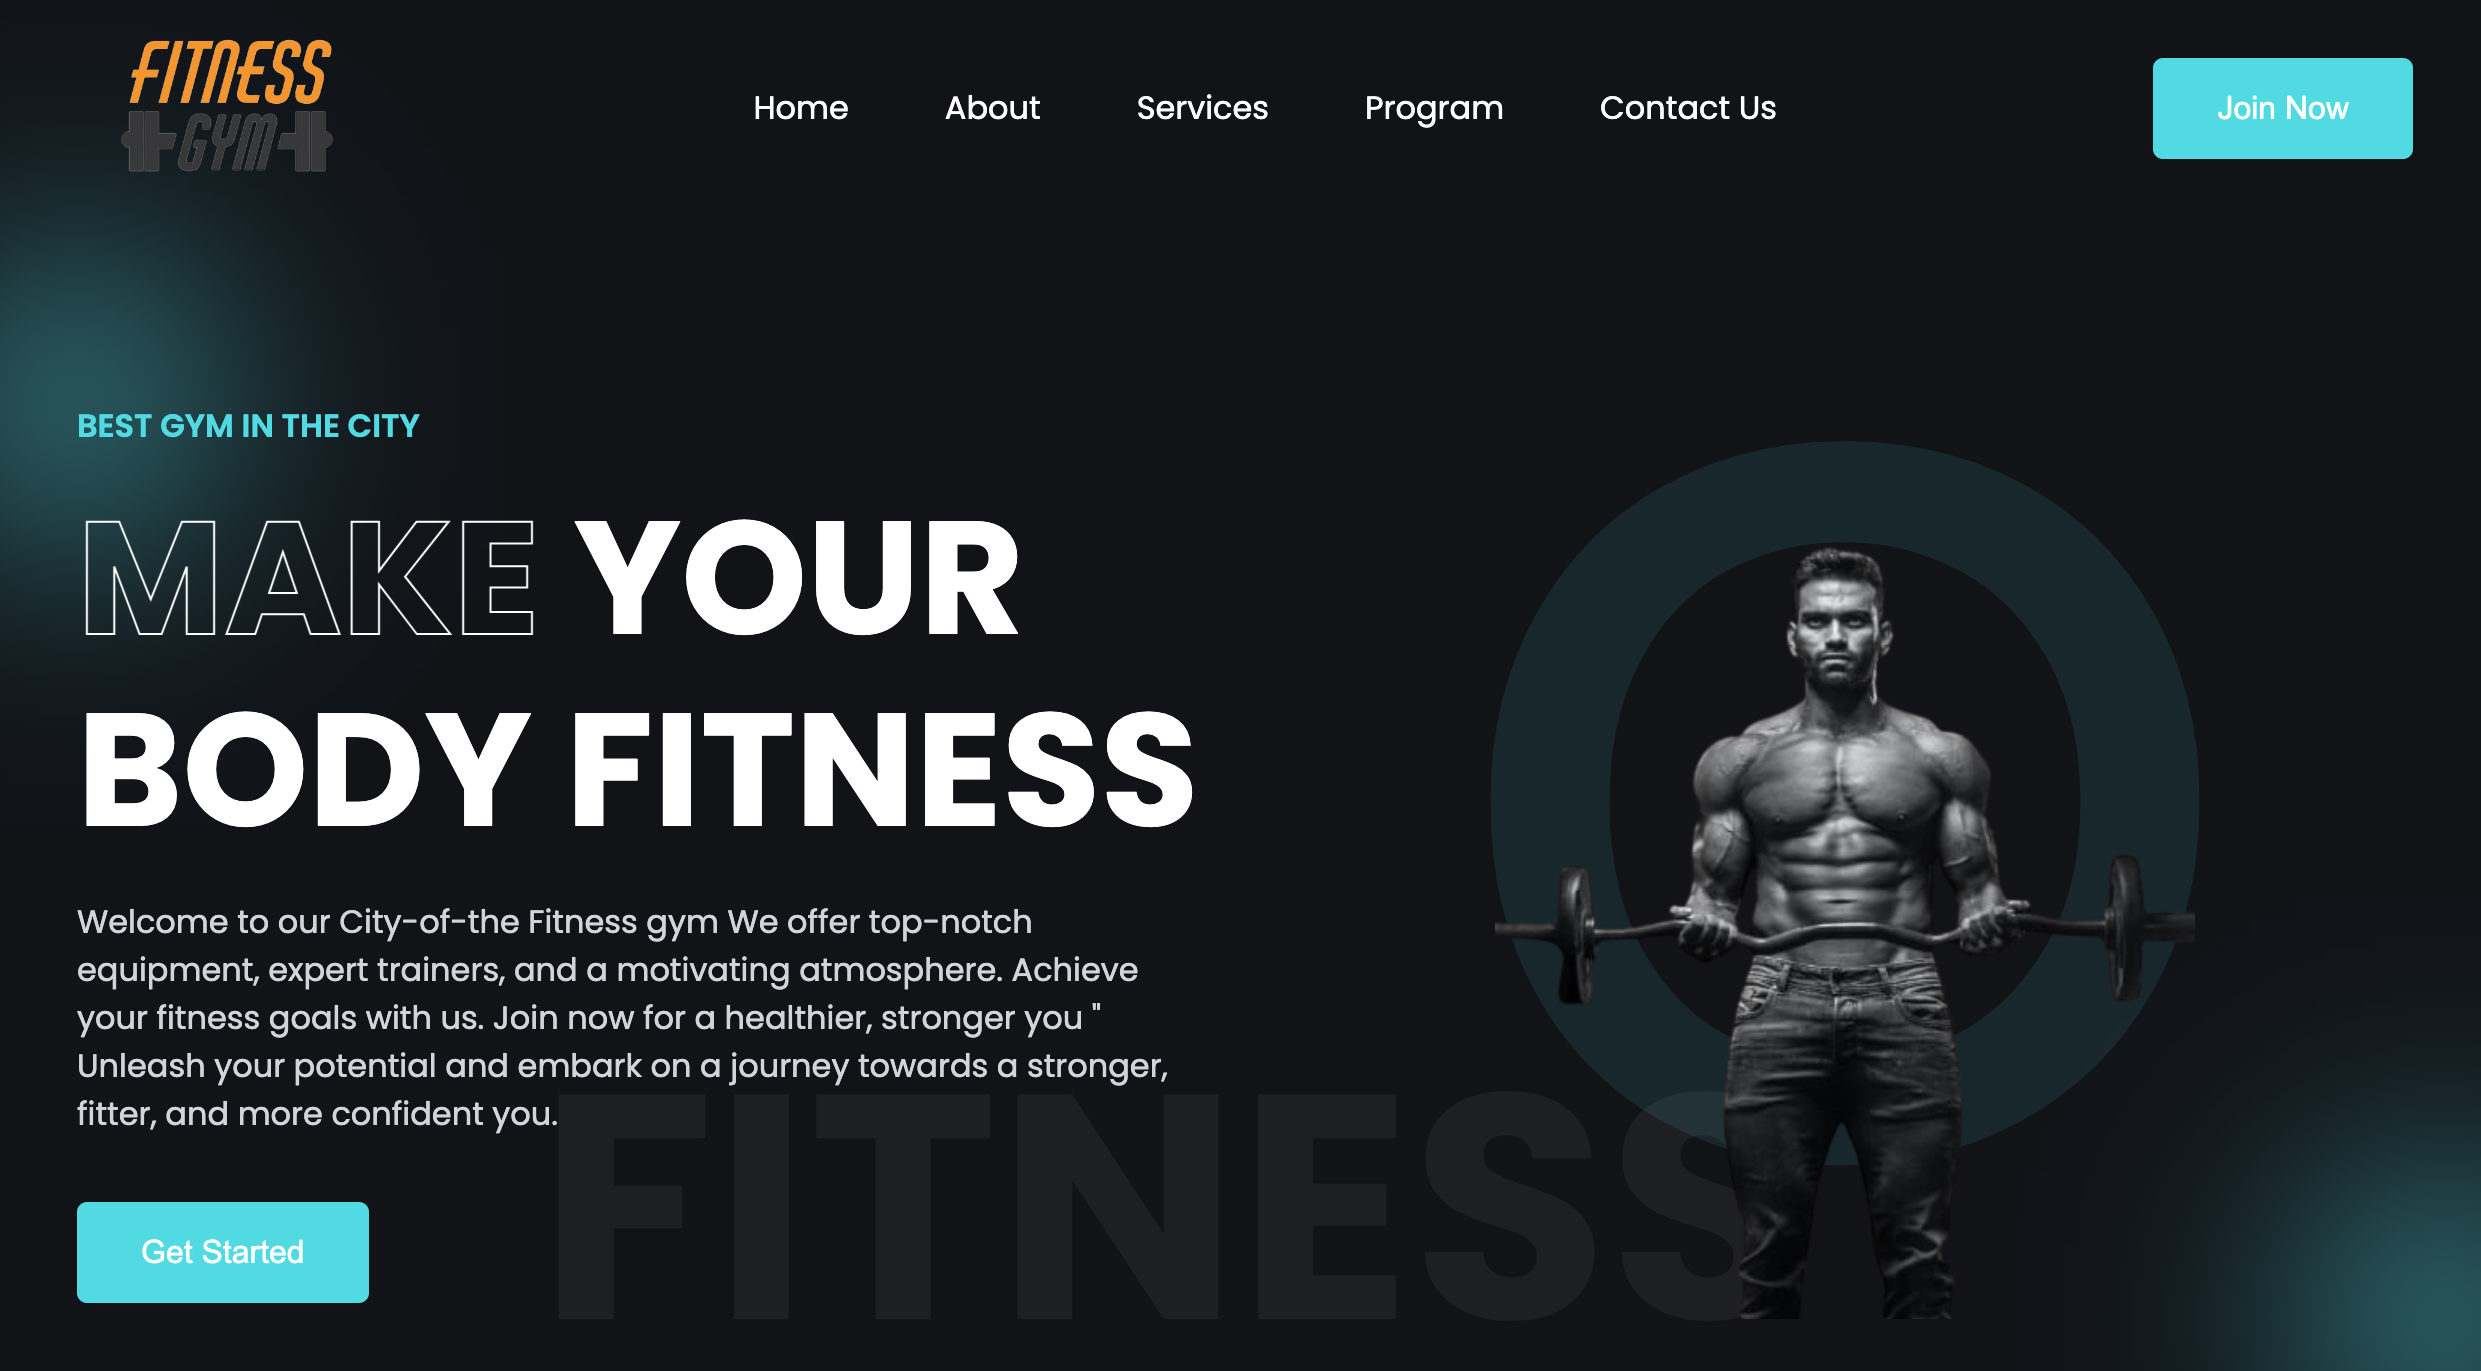 FITNESS
GYM
Home About Services Program Contact Us
Join Now
BEST GYM IN THE CITY
MAKE YOUR
BODY FITNESS
Welcome to our City-of-the Fitness gym We offer top-notch
equipment, expert trainers, and a motivating atmosphere. Achieve
your fitness goals with us. Join now for a healthier, stronger you "
Unleash your potential and embark on a journey towards a stronger,
fitter, and more confident you.
FITNESS
Get Started